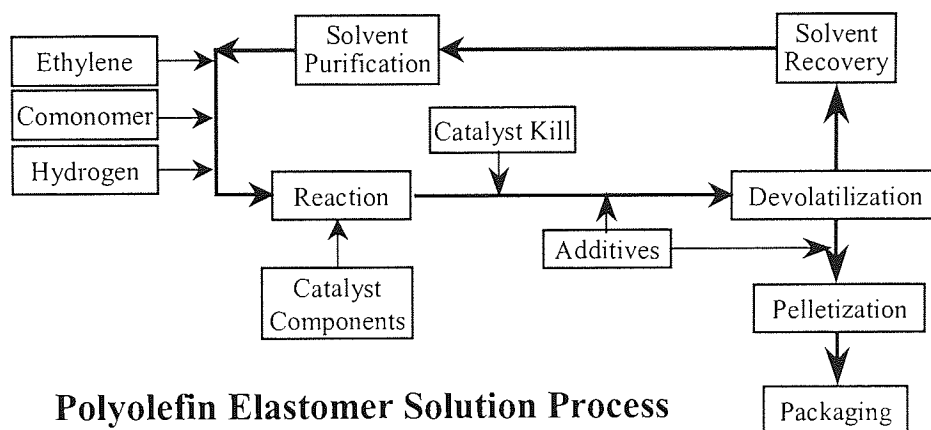 Ethylene
Comonomer
Hydrogen
Solvent
Purification
Solvent
Recovery
Catalyst Kill
Reaction
Devolatilization
Additives
Catalyst
Components
Pelletization
Packaging
Polyolefin Elastomer Solution Process